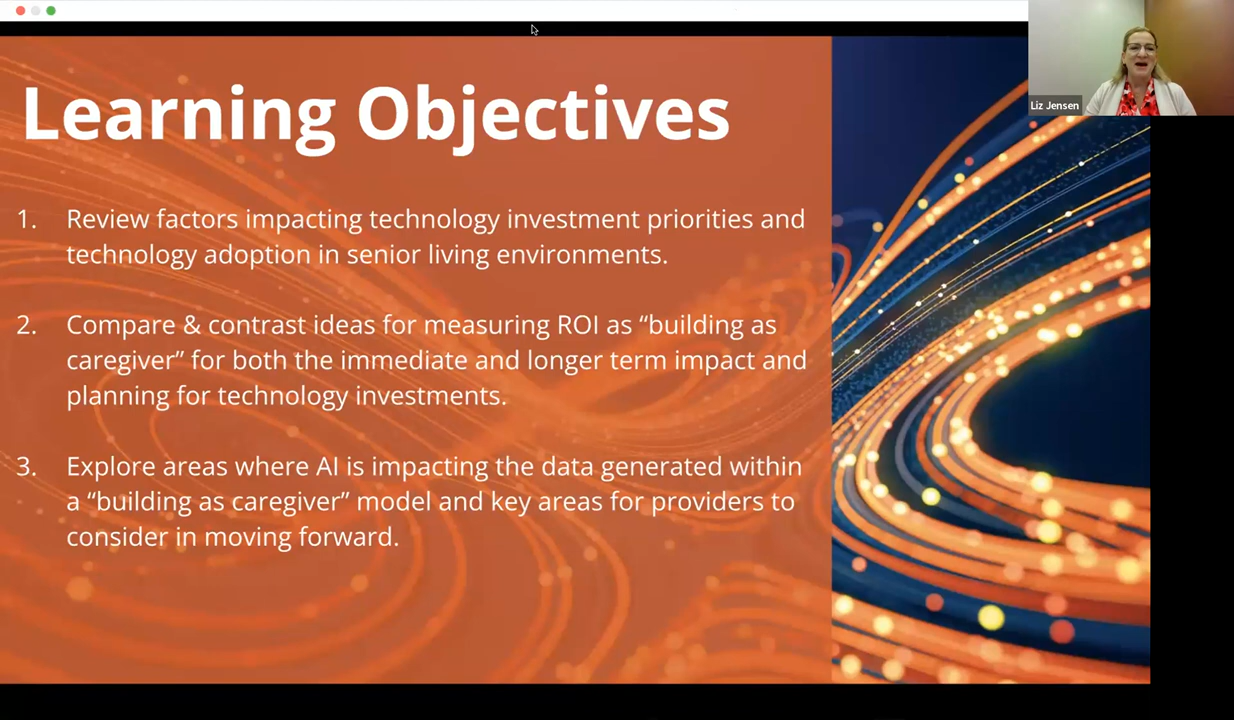 Learning Objectives
Liz Jensen
1. Review factors impacting technology investment priorities and
technology adoption in senior living environments.
2. Compare & contrast ideas for measuring ROI as “building as
caregiver” for both the immediate and longer term impact and
planning for technology investments.
3. Explore areas where AI is impacting the data generated within
a “building as caregiver” model and key areas for providers to
consider in moving forward.